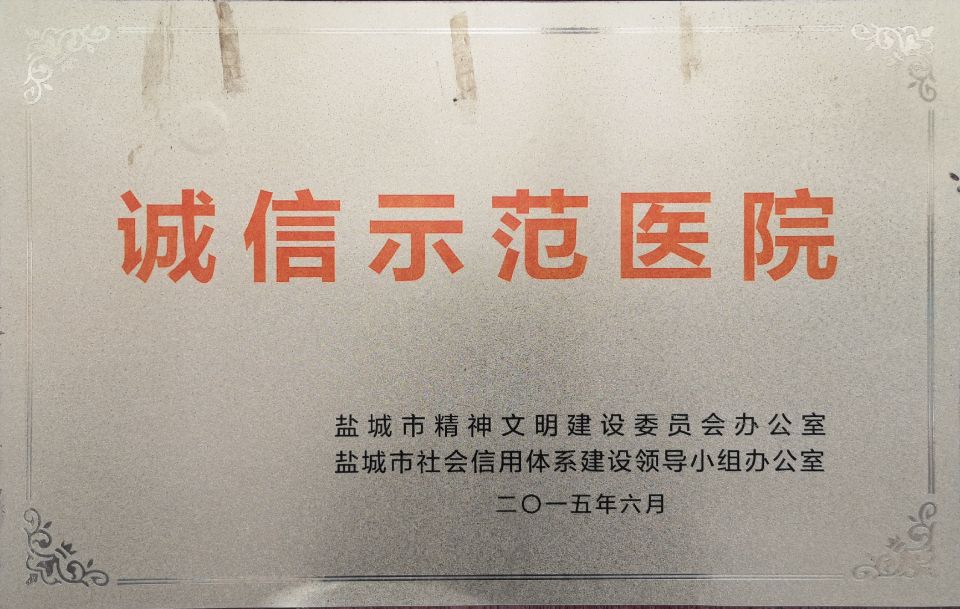 诚信示范医院
盐城市精神文明建设委员会办公室
盐城市社会信用体系建设领导小组办公室
二〇一五年六月